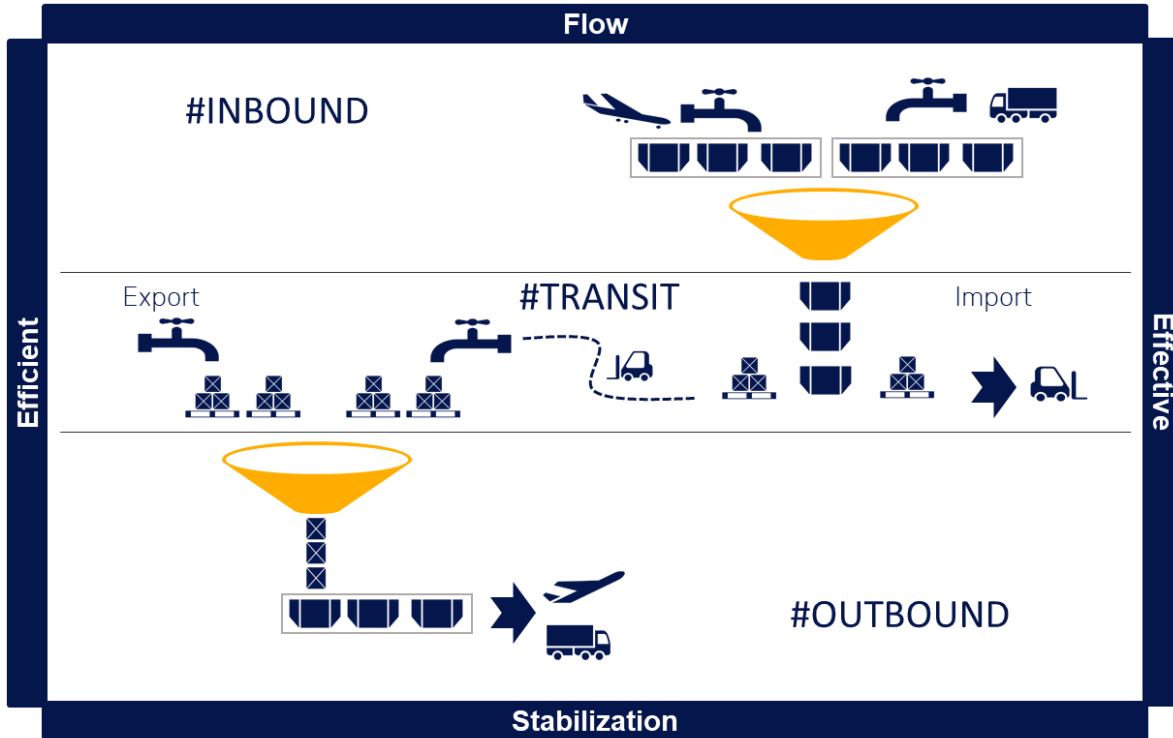 Flow
#INBOUND
Export
#TRANSIT
Import
Efficient
Effective
#OUTBOUND
Stabilization